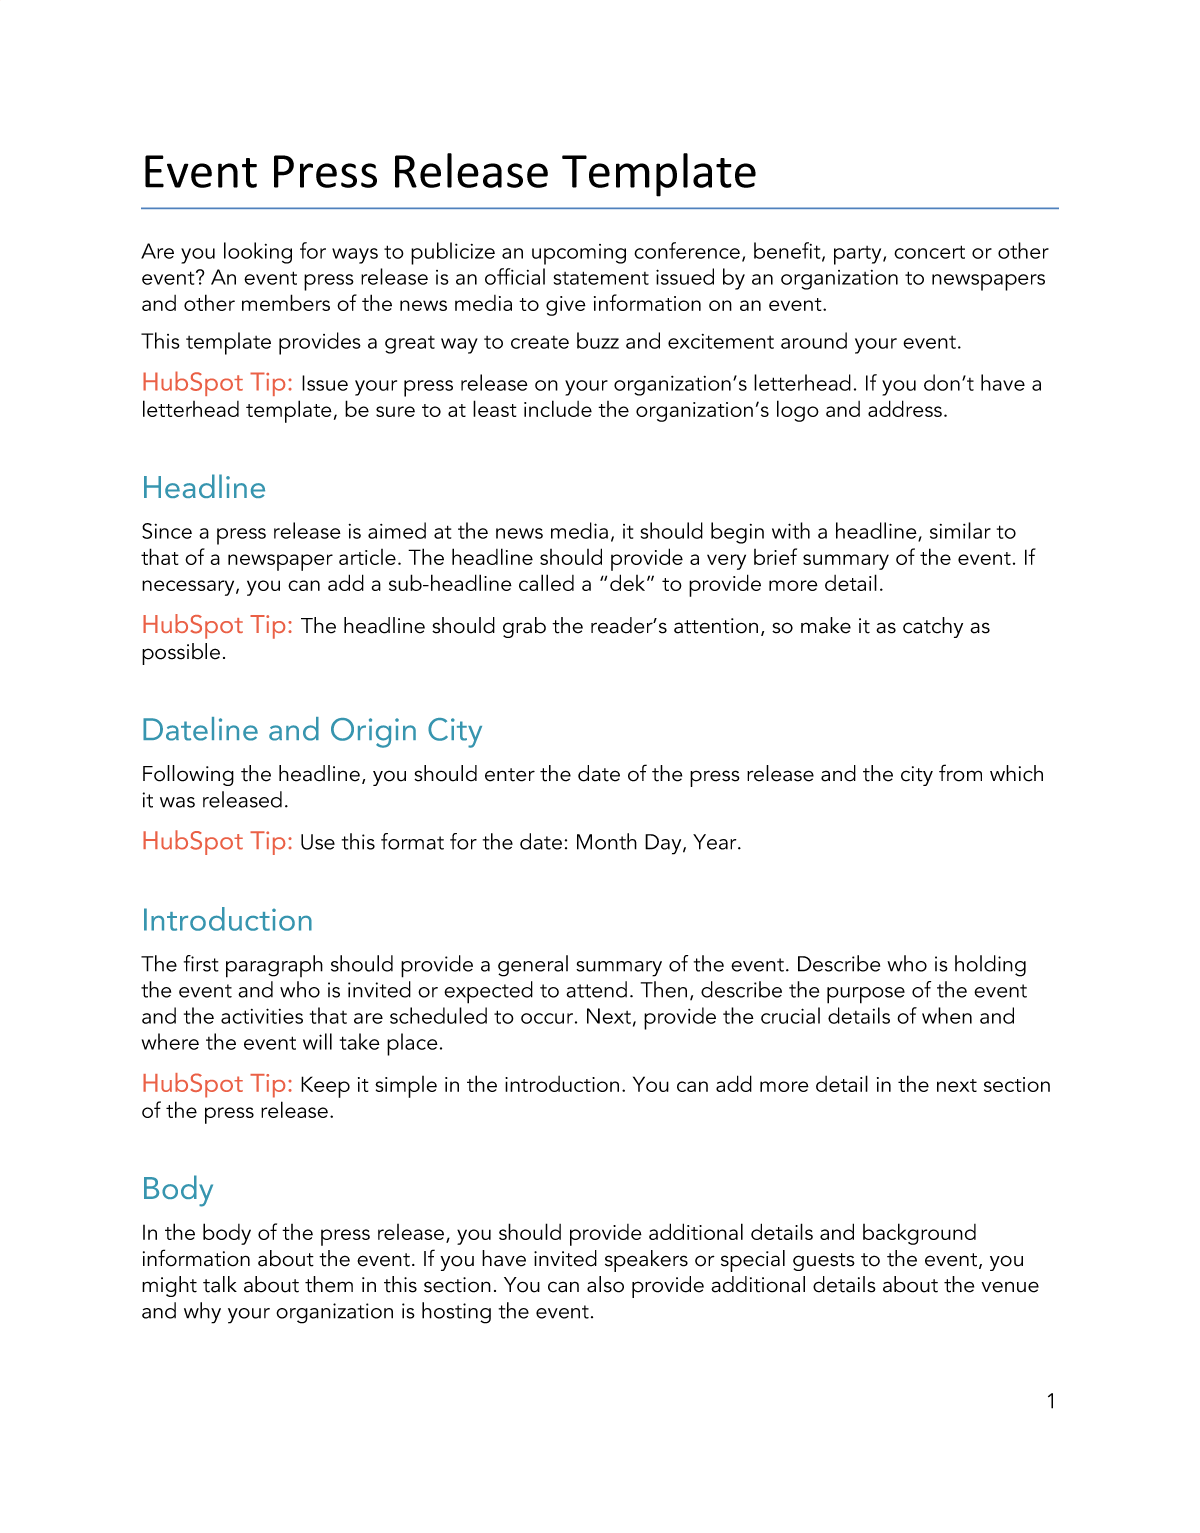 Event Press Release Template
Are you looking for ways to publicize an upcoming conference, benefit, party, concert or other
event? An event press release is an official statement issued by an organization to newspapers
and other members of the news media to give information on an event.
This template provides a great way to create buzz and excitement around your event.
HubSpot Tip: Issue your press release on your organization’s letterhead. If you don’t have a
letterhead template, be sure to at least include the organization’s logo and address.
Headline
Since a press release is aimed at the news media, it should begin with a headline, similar to
that of a newspaper article. The headline should provide a very brief summary of the event. If
necessary, you can add a sub-headline called a “dek” to provide more detail.
HubSpot Tip: The headline should grab the reader’s attention, so make it as catchy as
possible.
Dateline and Origin City
Following the headline, you should enter the date of the press release and the city from which
it was released.
HubSpot Tip: Use this format for the date: Month Day, Year.
Introduction
The first paragraph should provide a general summary of the event. Describe who is holding
the event and who is invited or expected to attend. Then, describe the purpose of the event
and the activities that are scheduled to occur. Next, provide the crucial details of when and
where the event will take place.
HubSpot Tip: Keep it simple in the introduction. You can add more detail in the next section
of the press release.
Body
In the body of the press release, you should provide additional details and background
information about the event. If you have invited speakers or special guests to the event, you
might talk about them in this section. You can also provide additional details about the venue
and why your organization is hosting the event.
1